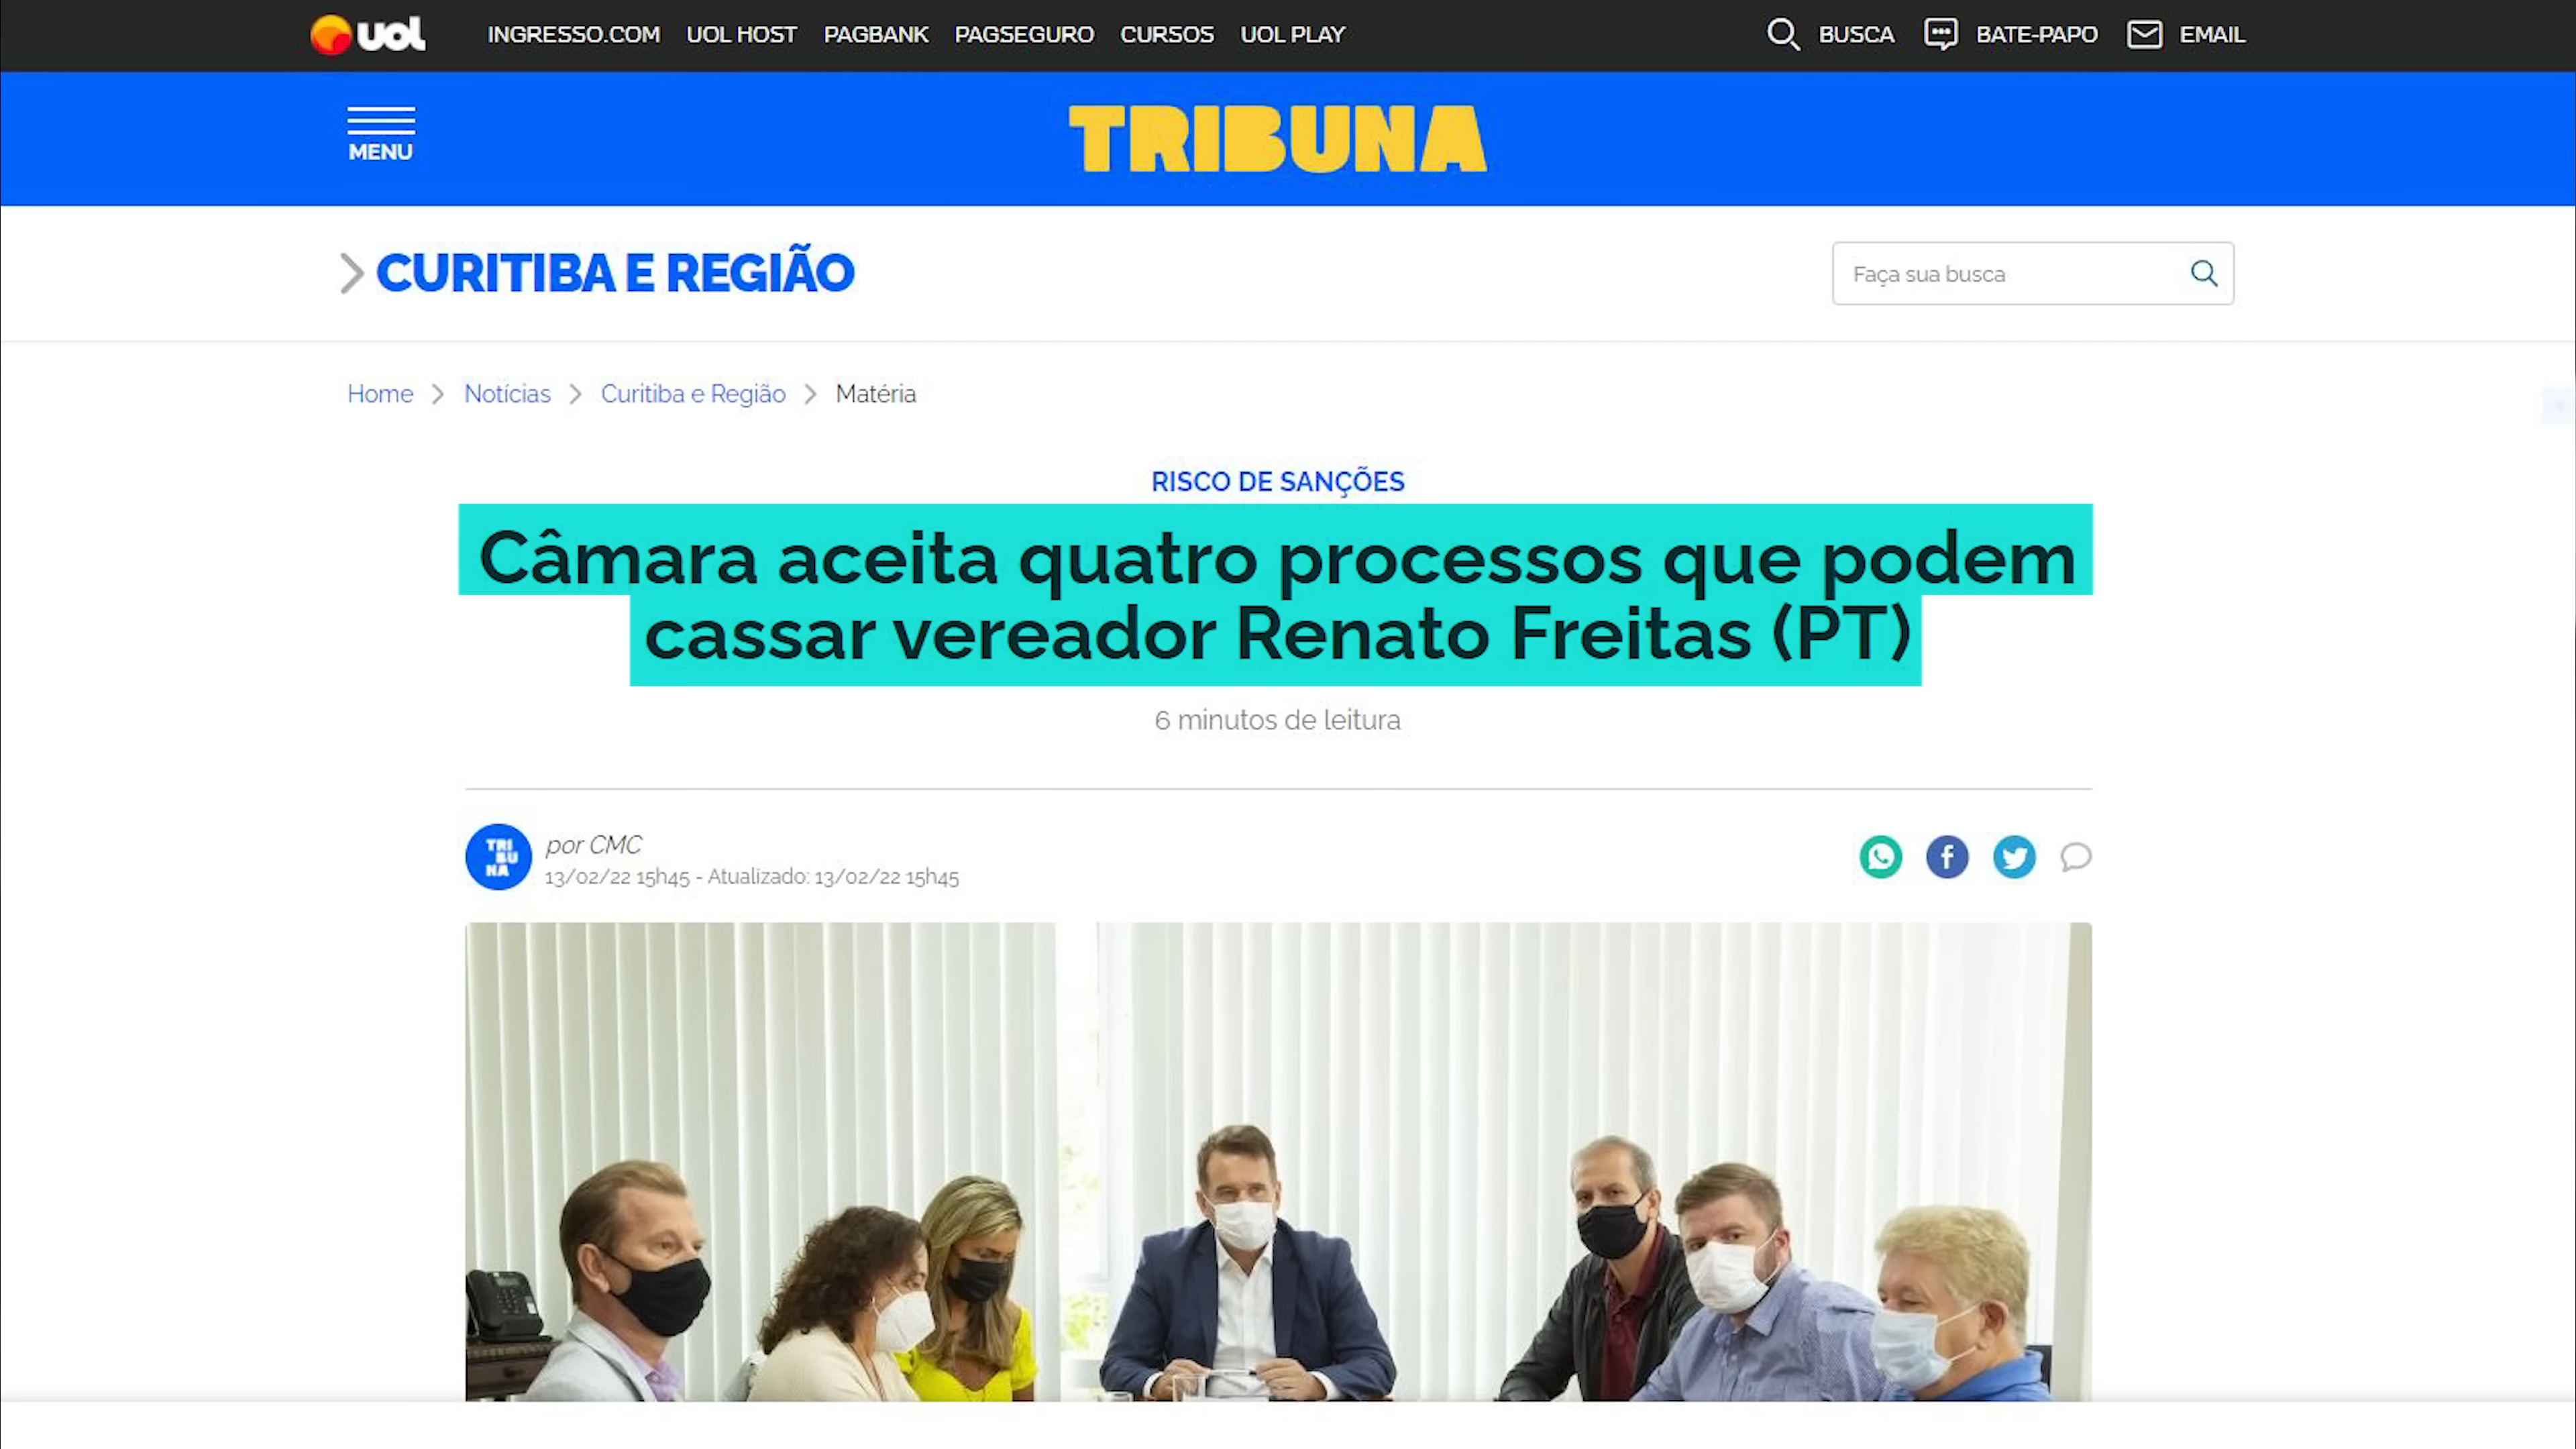 uol INGRESSO.COM UOL HOST PAGBANK PAGSEGURO CURSOS UOL PLAY BUSCA BATE-PAPO EMAIL
MENU
TRIBUNA
CURITIBA E REGIÃO
Faça sua busca
Home Notícias Curitiba e Região Matéria
RISCO DE SANÇÕES
Câmara aceita quatro processos que podem
cassar vereador Renato Freitas (PT)
6 minutos de leitura
TRI
BU
NA
por CMC
13/02/22 15h45 - Atualizado: 13/02/22 15h45